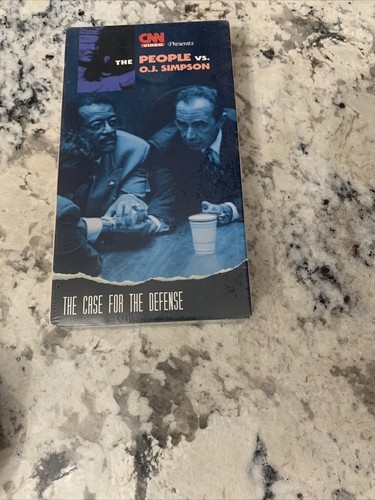 CNN
VIDEO Presents
THE PEOPLE VS.
O.J. SIMPSON
THE CASE FOR THE DEFENSE